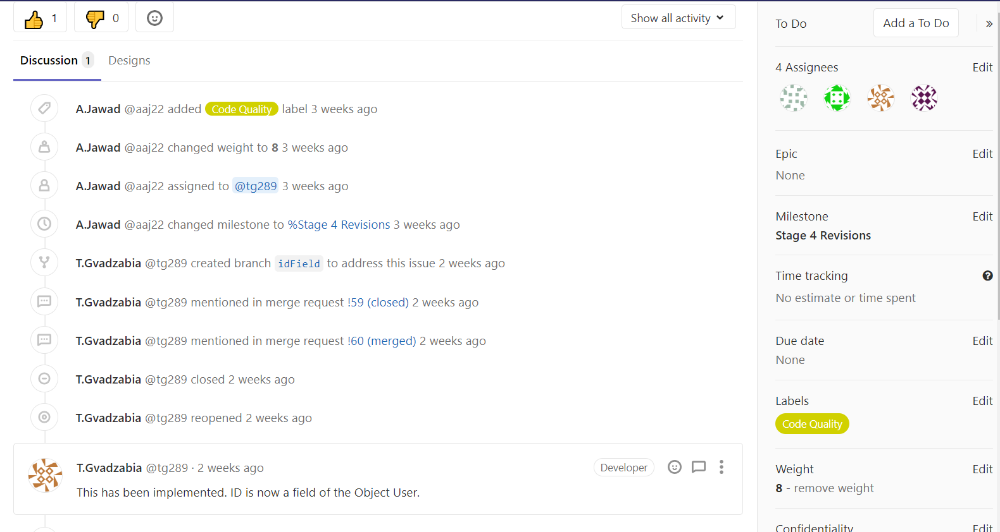 1 0 Show all activity
Discussion 1 Designs
A.Jawad @aaj22 added Code Quality label 3 weeks ago
A.Jawad @aaj22 changed weight to 8 3 weeks ago
A.Jawad @aaj22 assigned to @tg289 3 weeks ago
A.Jawad @aaj22 changed milestone to %Stage 4 Revisions 3 weeks ago
T.Gvadzabia @tg289 created branch idField to address this issue 2 weeks ago
T.Gvadzabia @tg289 mentioned in merge request !59 (closed) 2 weeks ago
T.Gvadzabia @tg289 mentioned in merge request !60 (merged) 2 weeks ago
T.Gvadzabia @tg289 closed 2 weeks ago
T.Gvadzabia @tg289 reopened 2 weeks ago
T.Gvadzabia @tg289 · 2 weeks ago Developer
This has been implemented. ID is now a field of the Object User.
To Do Add a To Do »
4 Assignees Edit
Epic Edit
None
Milestone Edit
Stage 4 Revisions
Time tracking ?
No estimate or time spent
Due date Edit
None
Labels Edit
Code Quality
Weight Edit
8 - remove weight
Confidentiality Edit